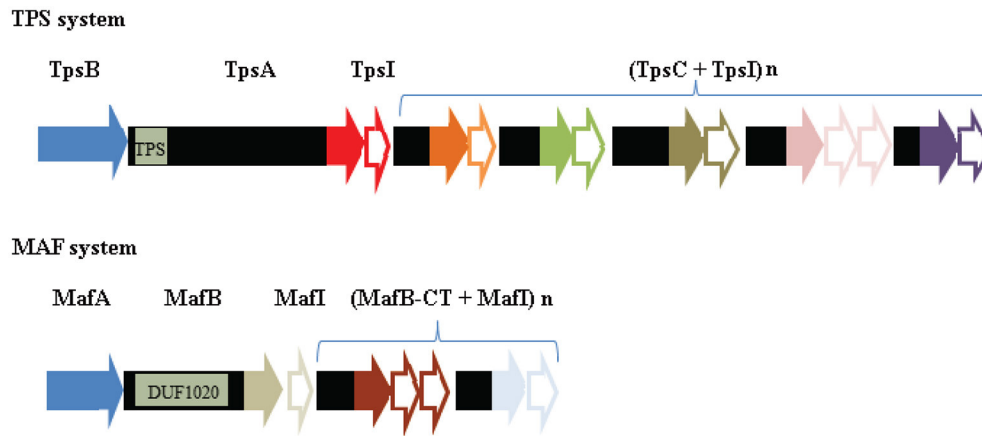 TPS system
TpsB TpsA TpsI (TpsC + TpsI) n
TPS
MAF system
MafA MafB MafI (MafB-CT + MafI) n
DUF1020